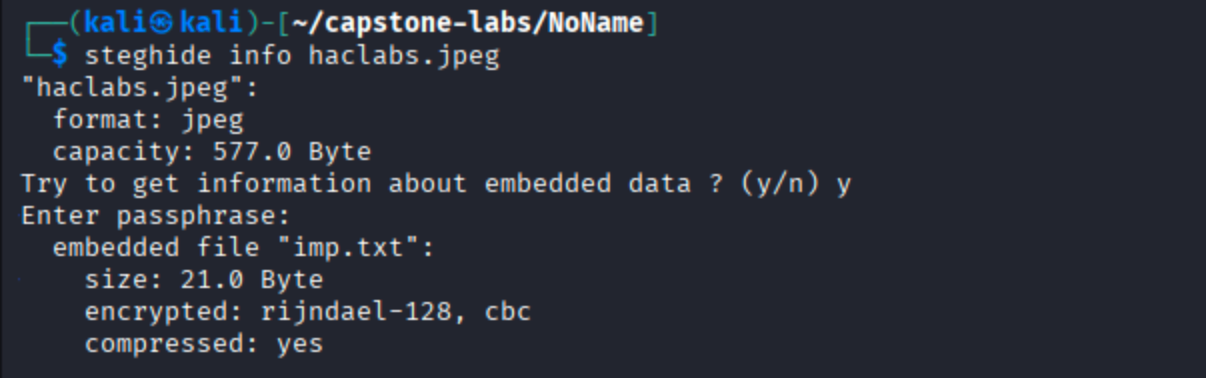 ┌──(kali㉿kali)-[~/capstone-labs/NoName]
└─$ steghide info haclabs.jpeg
"haclabs.jpeg":
  format: jpeg
  capacity: 577.0 Byte
Try to get information about embedded data ? (y/n) y
Enter passphrase:
  embedded file "imp.txt":
    size: 21.0 Byte
    encrypted: rijndael-128, cbc
    compressed: yes